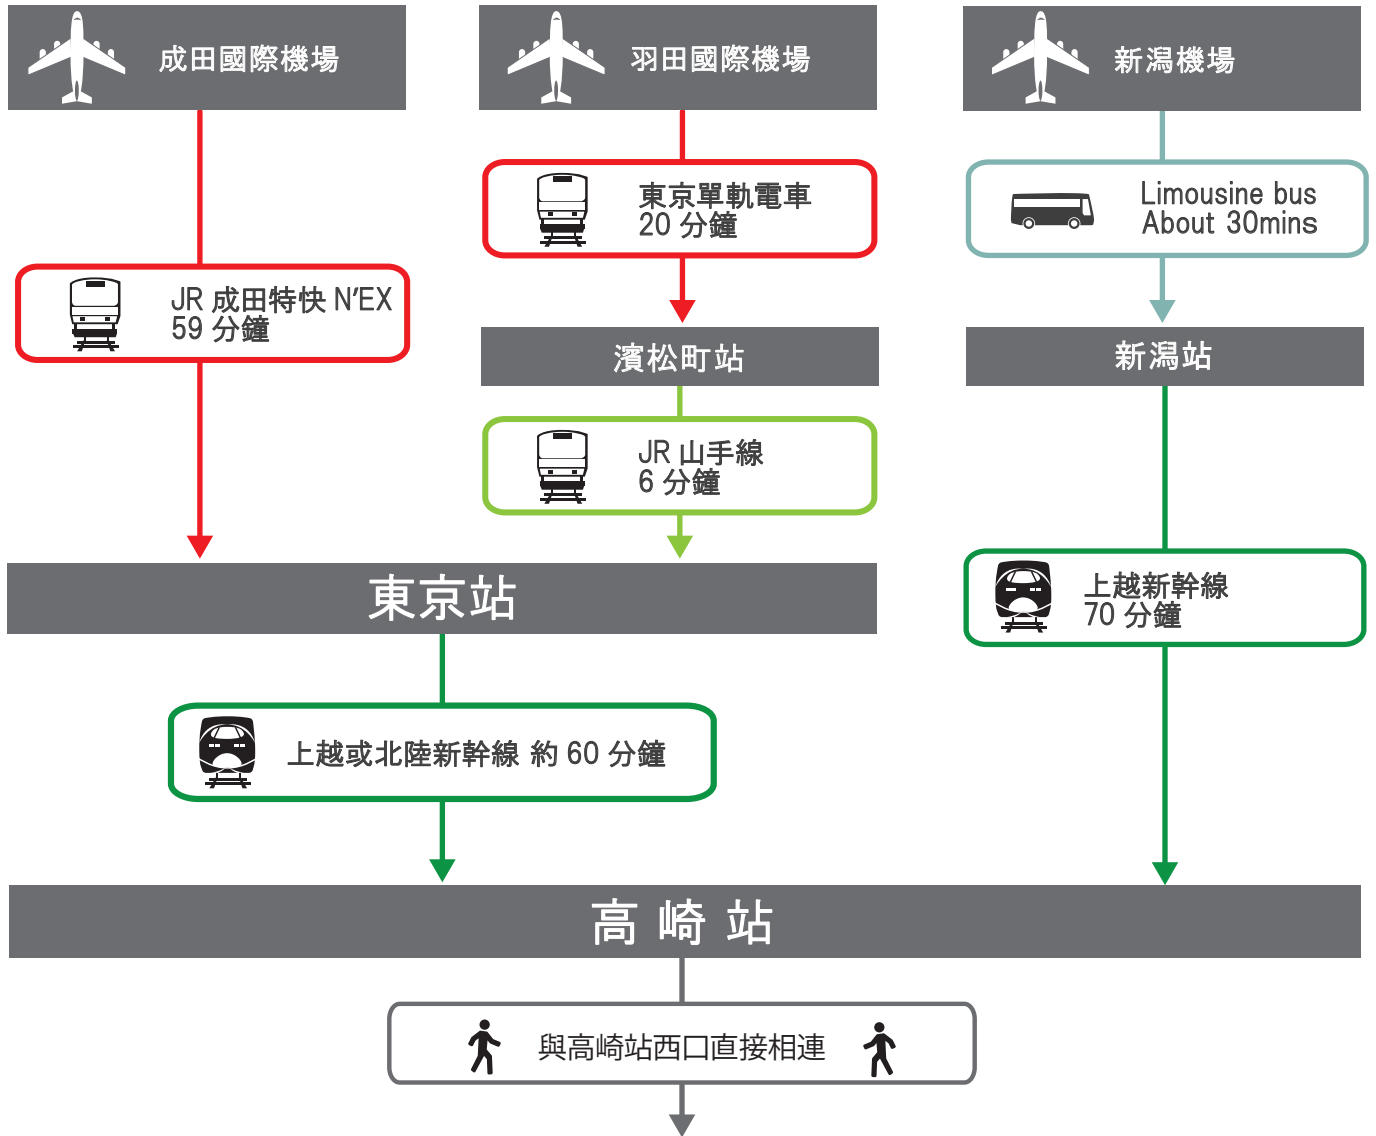 成田國際機場
羽田國際機場
新潟機場
東京單軌電車
20 分鐘
Limousine bus
About 30mins
JR 成田特快 N'EX
59 分鐘
濱松町站
新潟站
JR 山手線
6 分鐘
東京站
上越新幹線
70 分鐘
上越或北陸新幹線 約 60 分鐘
高 崎 站
與高崎站西口直接相連